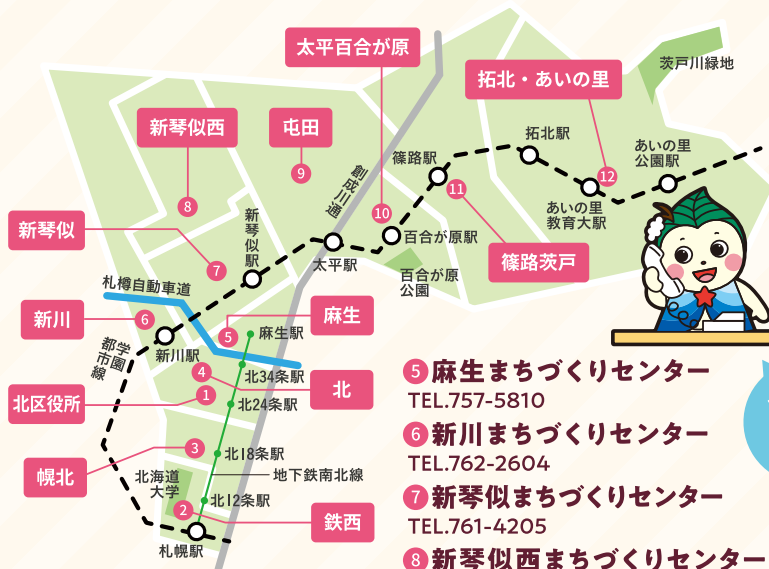 太平百合が原
茨戸川緑地
拓北・あいの里
新琴似西
屯田
拓北駅
あいの里
公園駅
篠路駅
9
創成川通
12
11
8
あいの里
教育大駅
10
新琴似
新琴似駅
百合が原駅
太平駅
篠路茨戸
7
百合が原
公園
札樽自動車道
新川
6
麻生
5
麻生駅
学園
都市線
新川駅
4
北34条駅
北
北区役所
1
北24条駅
3
北18条駅
幌北
北海道
大学
地下鉄南北線
北12条駅
2
鉄西
札幌駅
5 麻生まちづくりセンター
TEL.757-5810
6 新川まちづくりセンター
TEL.762-2604
7 新琴似まちづくりセンター
TEL.761-4205
8 新琴似西まちづくりセンター